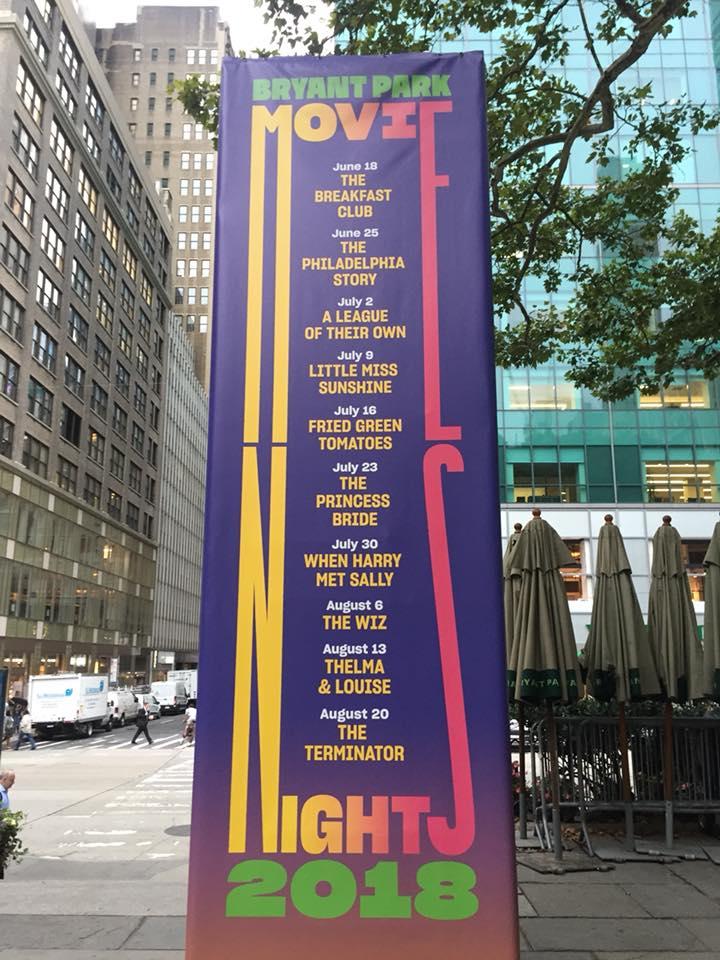 BRYANT PARK
MOVIE
June 18
THE
BREAKFAST
CLUB
June 25
THE
PHILADELPHIA
STORY
July 2
A LEAGUE
OF THEIR OWN
July 9
LITTLE MISS
SUNSHINE
July 16
FRIED GREEN
TOMATOES
July 23
THE
PRINCESS
BRIDE
July 30
WHEN HARRY
MET SALLY
August 6
THE WIZ
August 13
THELMA
& LOUISE
August 20
THE
TERMINATOR
NIGHTS
2018